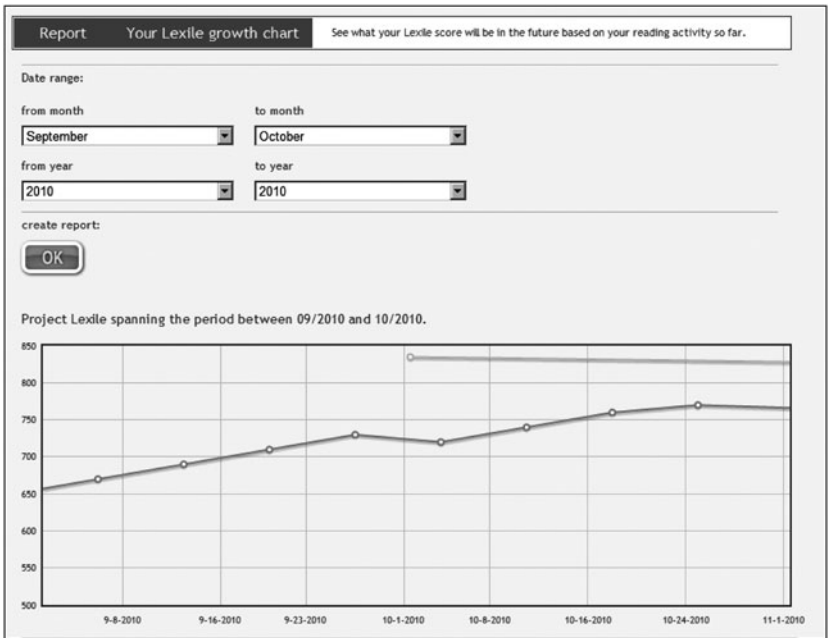 Report Your Lexile growth chart See what your Lexile score will be in the future based on your reading activity so far.
Date range:
from month to month
September October
from year to year
2010 2010
create report:
OK
Project Lexile spanning the period between 09/2010 and 10/2010.
850
800
750
700
650
600
550
500
9-8-2010 9-16-2010 9-23-2010 10-1-2010 10-8-2010 10-16-2010 10-24-2010 11-1-2010